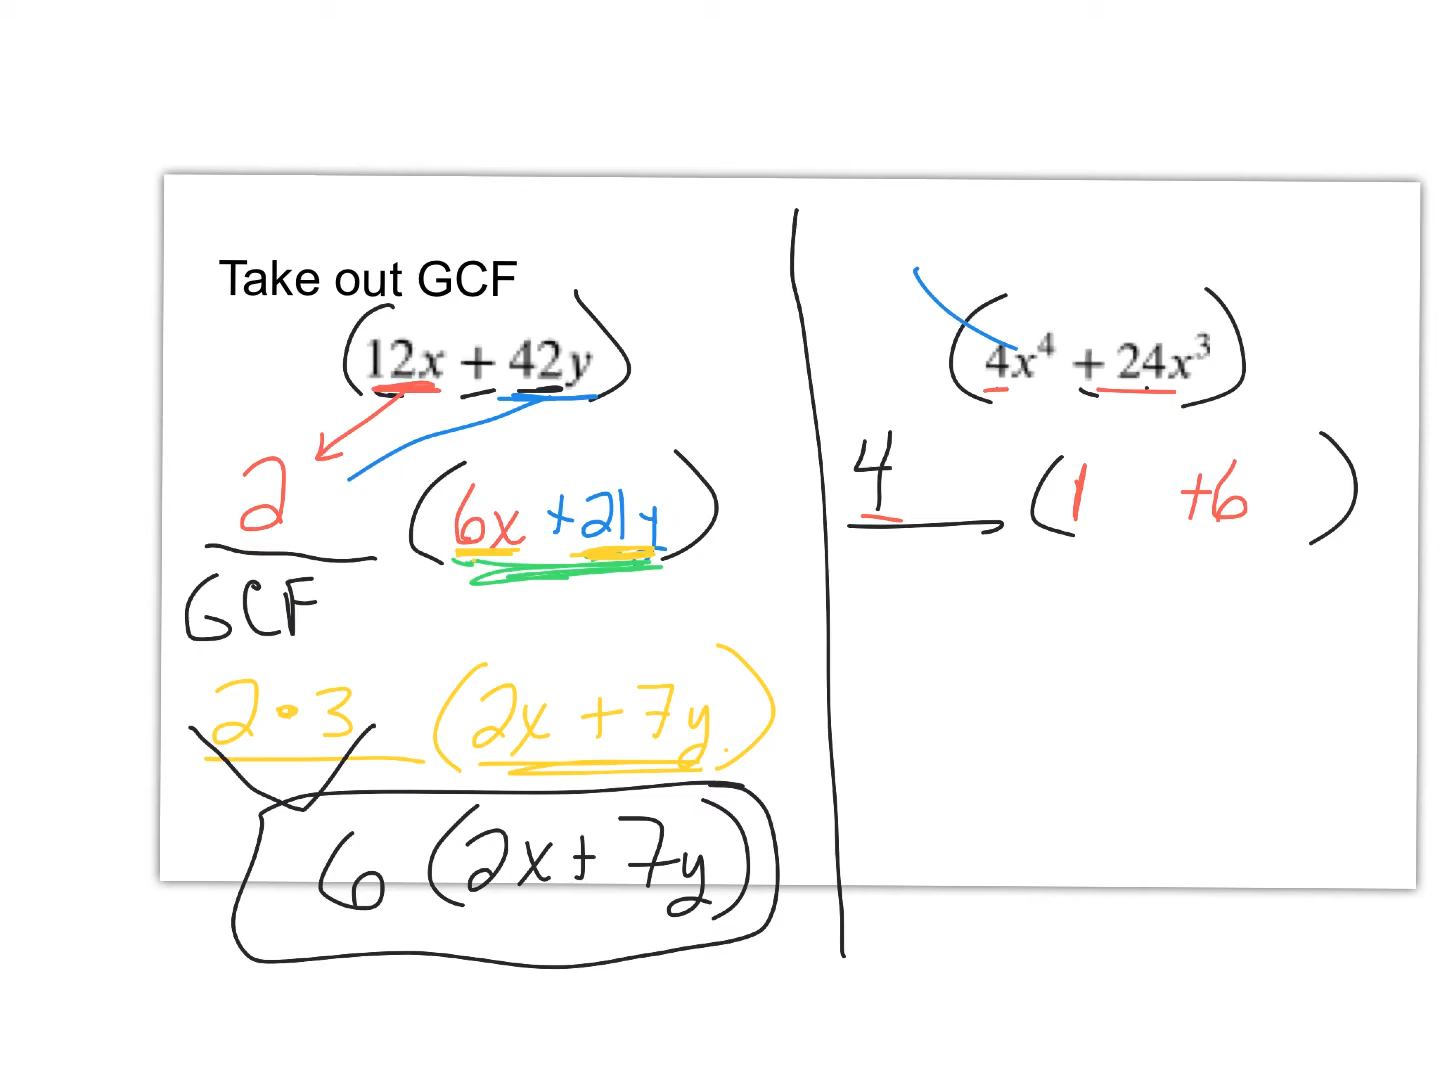 Take out GCF
(12x + 42y)
2 (6x +21y)
GCF
2·3 (2x + 7y)
6 (2x + 7y)
(4x⁴ + 24x³)
4 (1 +6 )